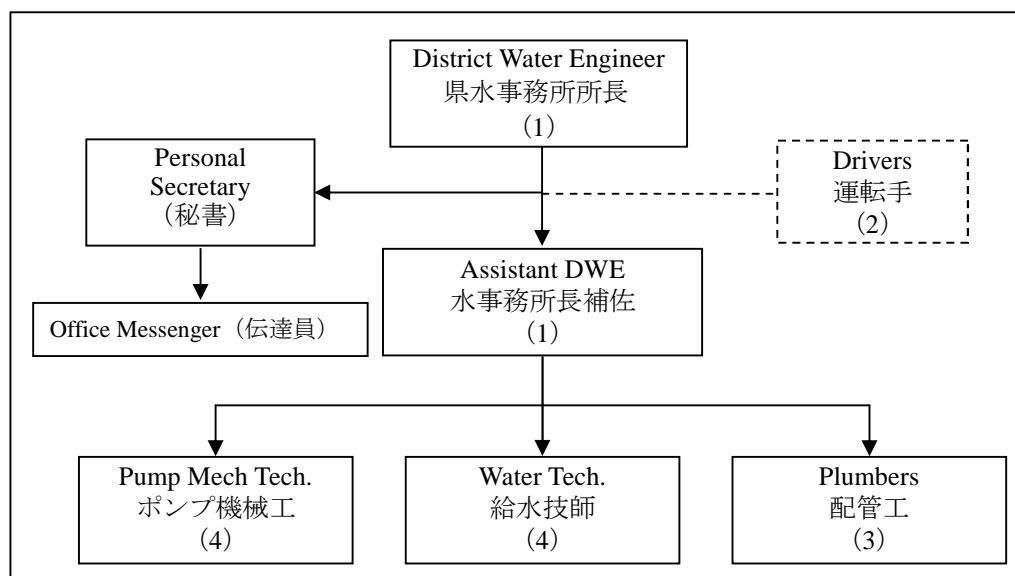 District Water Engineer
県水事務所所長
(1)
Personal
Secretary
（秘書）
Drivers
運転手
(2)
Assistant DWE
水事務所長補佐
(1)
Office Messenger（伝達員）
Pump Mech Tech.
ポンプ機械工
(4)
Water Tech.
給水技師
(4)
Plumbers
配管工
(3)